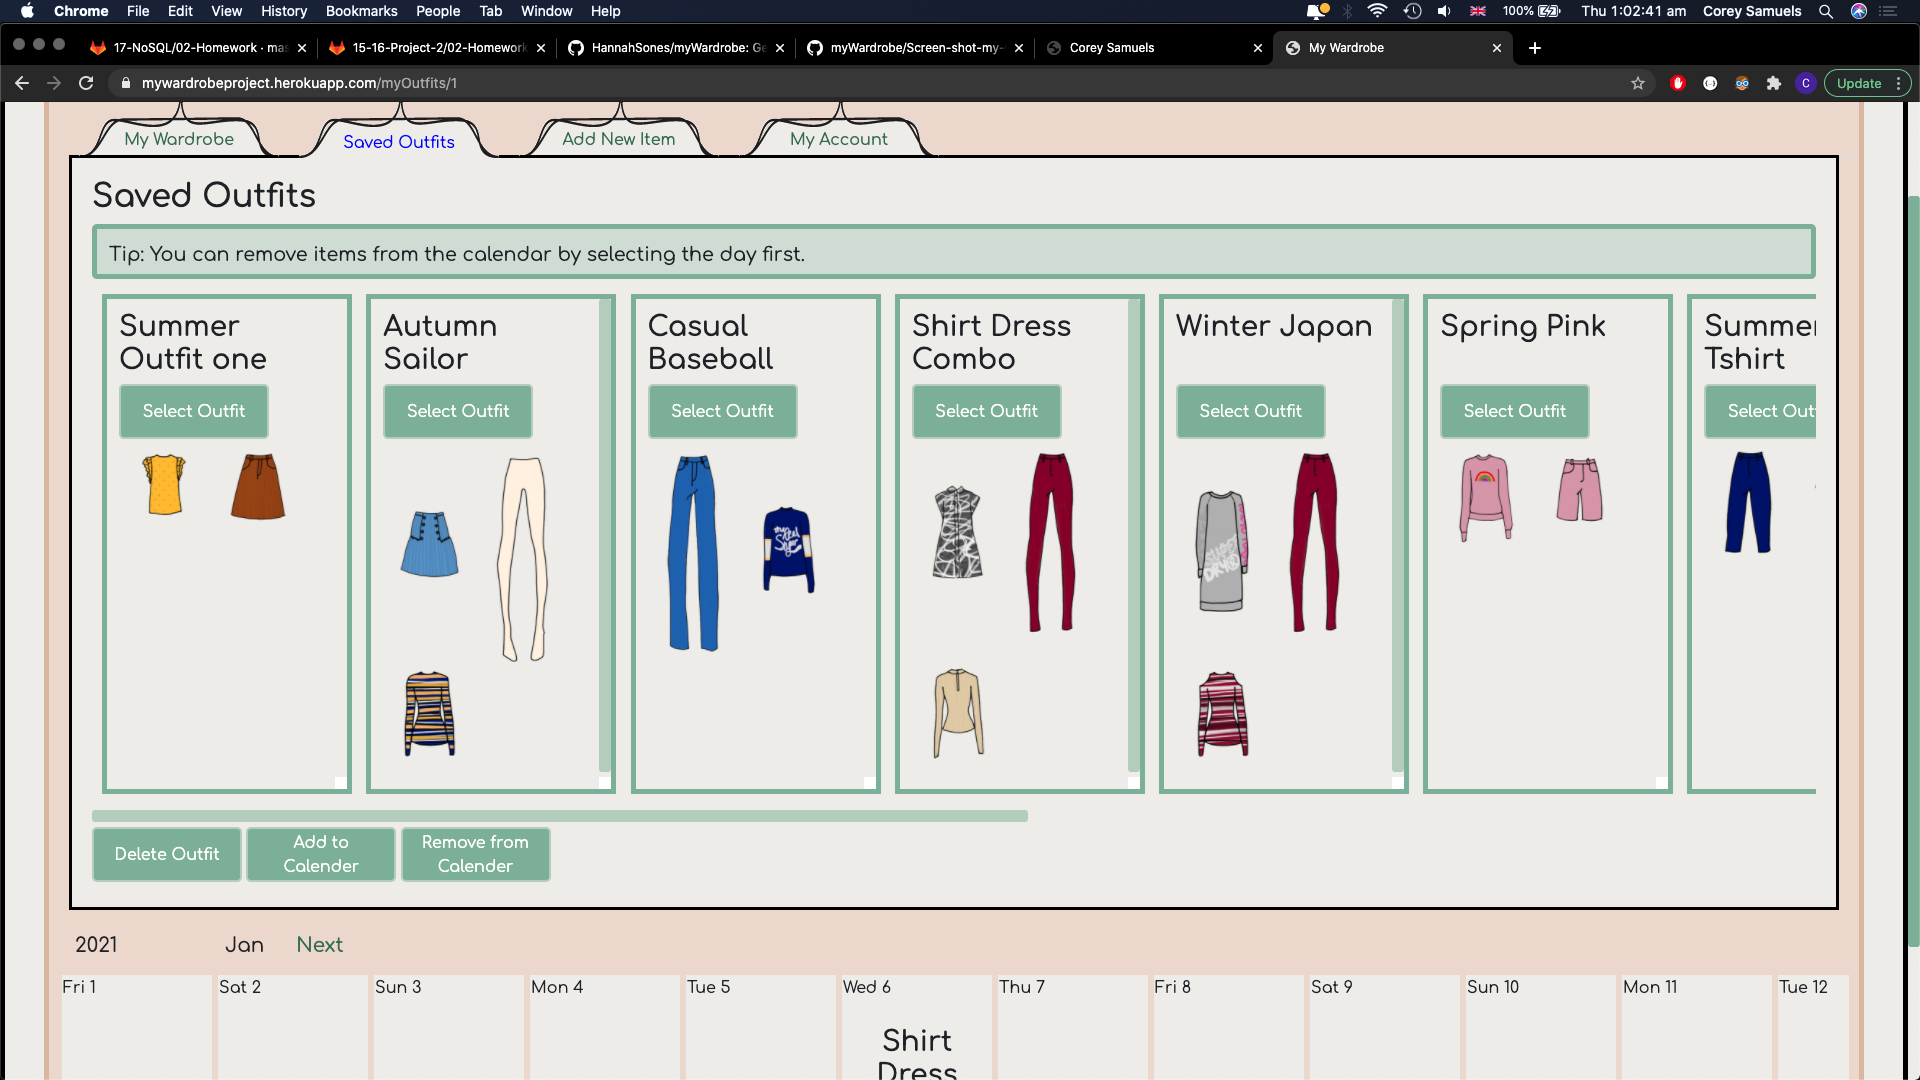 Chrome File Edit View History Bookmarks People Tab Window Help 100% Thu 1:02:41 am Corey Samuels
17-NoSQL/02-Homework · mas 15-16-Project-2/02-Homework HannahSones/myWardrobe: Ge myWardrobe/Screen-shot-my- Corey Samuels My Wardrobe
mywardrobeproject.herokuapp.com/myOutfits/1 C Update
My Wardrobe Saved Outfits Add New Item My Account
Saved Outfits
Tip: You can remove items from the calendar by selecting the day first.
Summer
Outfit one
Select Outfit
Autumn
Sailor
Select Outfit
Casual
Baseball
Select Outfit
Shirt Dress
Combo
Select Outfit
Winter Japan
Select Outfit
Spring Pink
Select Outfit
Summer
Tshirt
Select Out
Delete Outfit
Add to
Calender
Remove from
Calender
2021 Jan Next
Fri 1 Sat 2 Sun 3 Mon 4 Tue 5 Wed 6 Thu 7 Fri 8 Sat 9 Sun 10 Mon 11 Tue 12
Shirt
Dress